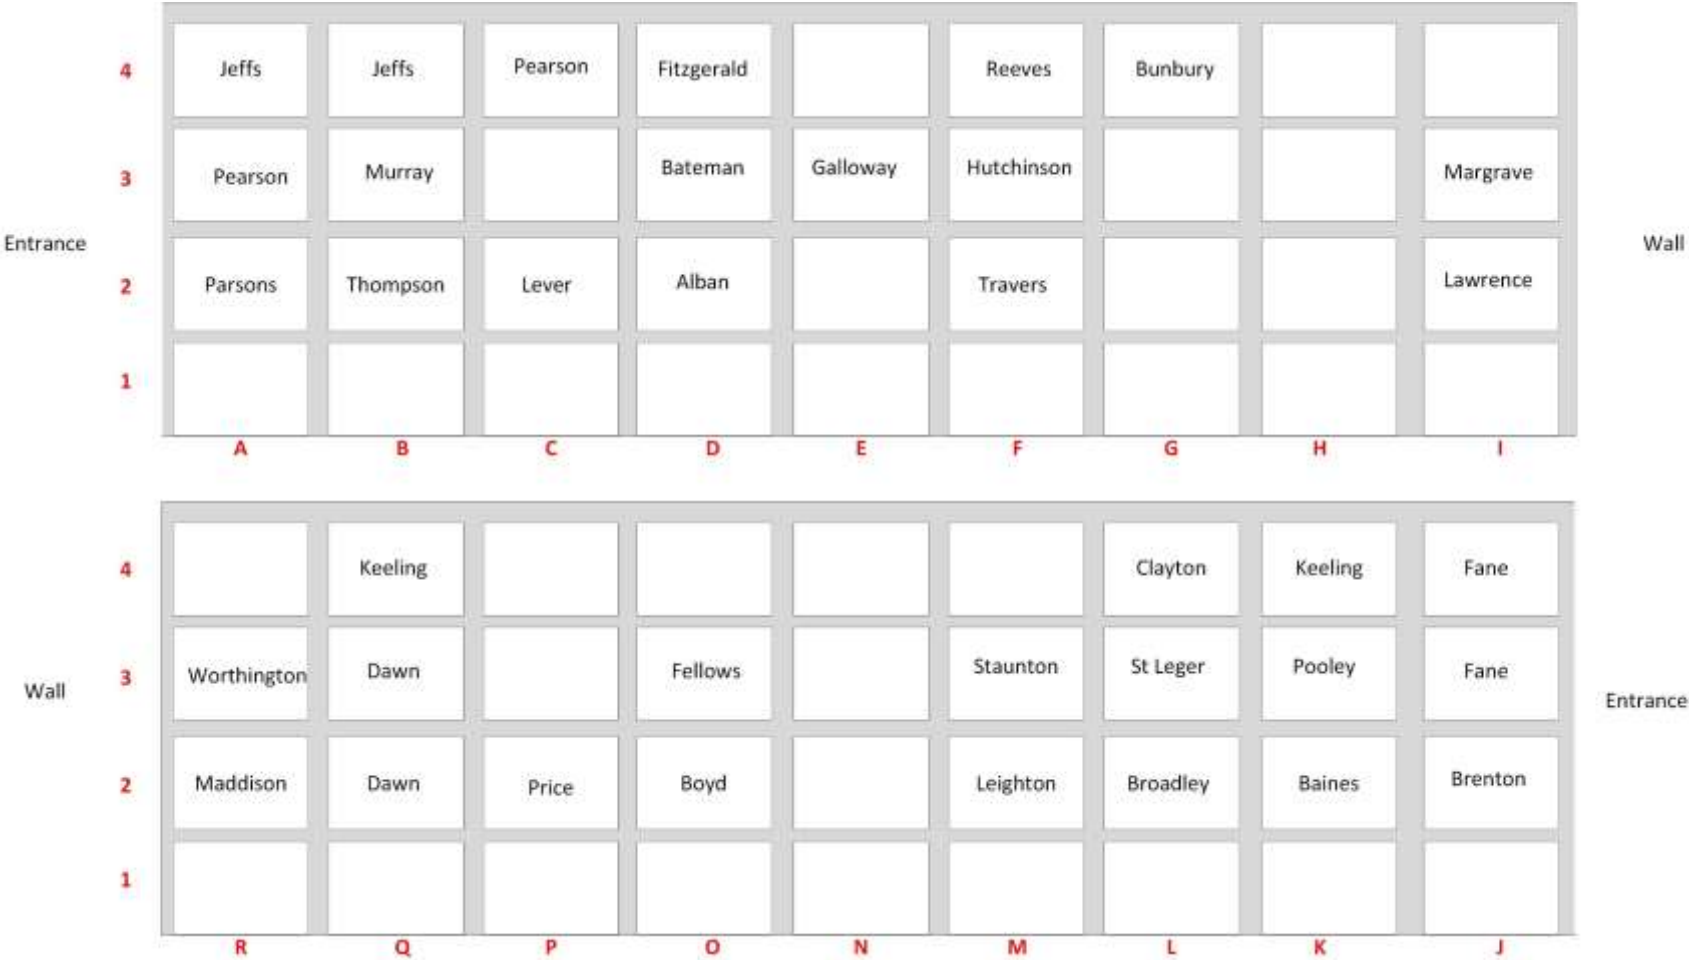 4 Jeffs Jeffs Pearson Fitzgerald Reeves Bunbury
3 Pearson Murray Bateman Galloway Hutchinson Margrave
Entrance Wall
2 Parsons Thompson Lever Alban Travers Lawrence
1
A B C D E F G H I
4 Keeling Clayton Keeling Fane
3 Worthington Dawn Fellows Staunton St Leger Pooley Fane
Wall Entrance
2 Maddison Dawn Price Boyd Leighton Broadley Baines Brenton
1
R Q P O N M L K J